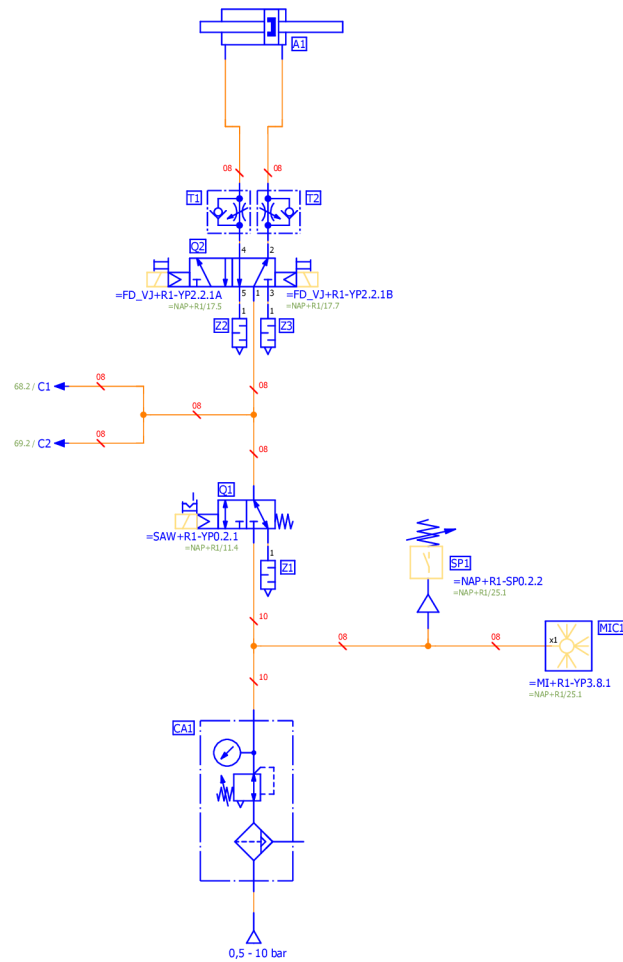 A1
08
08
T1
T2
Q2
4
2
=FD_VJ+R1-YP2.2.1A
=NAP+R1/17.5
5
1
3
=FD_VJ+R1-YP2.2.1B
=NAP+R1/17.7
1
1
Z2
Z3
68.2/ C1
08
08
08
69.2/ C2
08
08
Q1
=SAW+R1-YP0.2.1
=NAP+R1/11.4
1
Z1
SP1
=NAP+R1-SP0.2.2
=NAP+R1/25.1
10
08
08
x1
MIC1
=MI+R1-YP3.8.1
=NAP+R1/25.1
10
CA1
0,5 - 10 bar